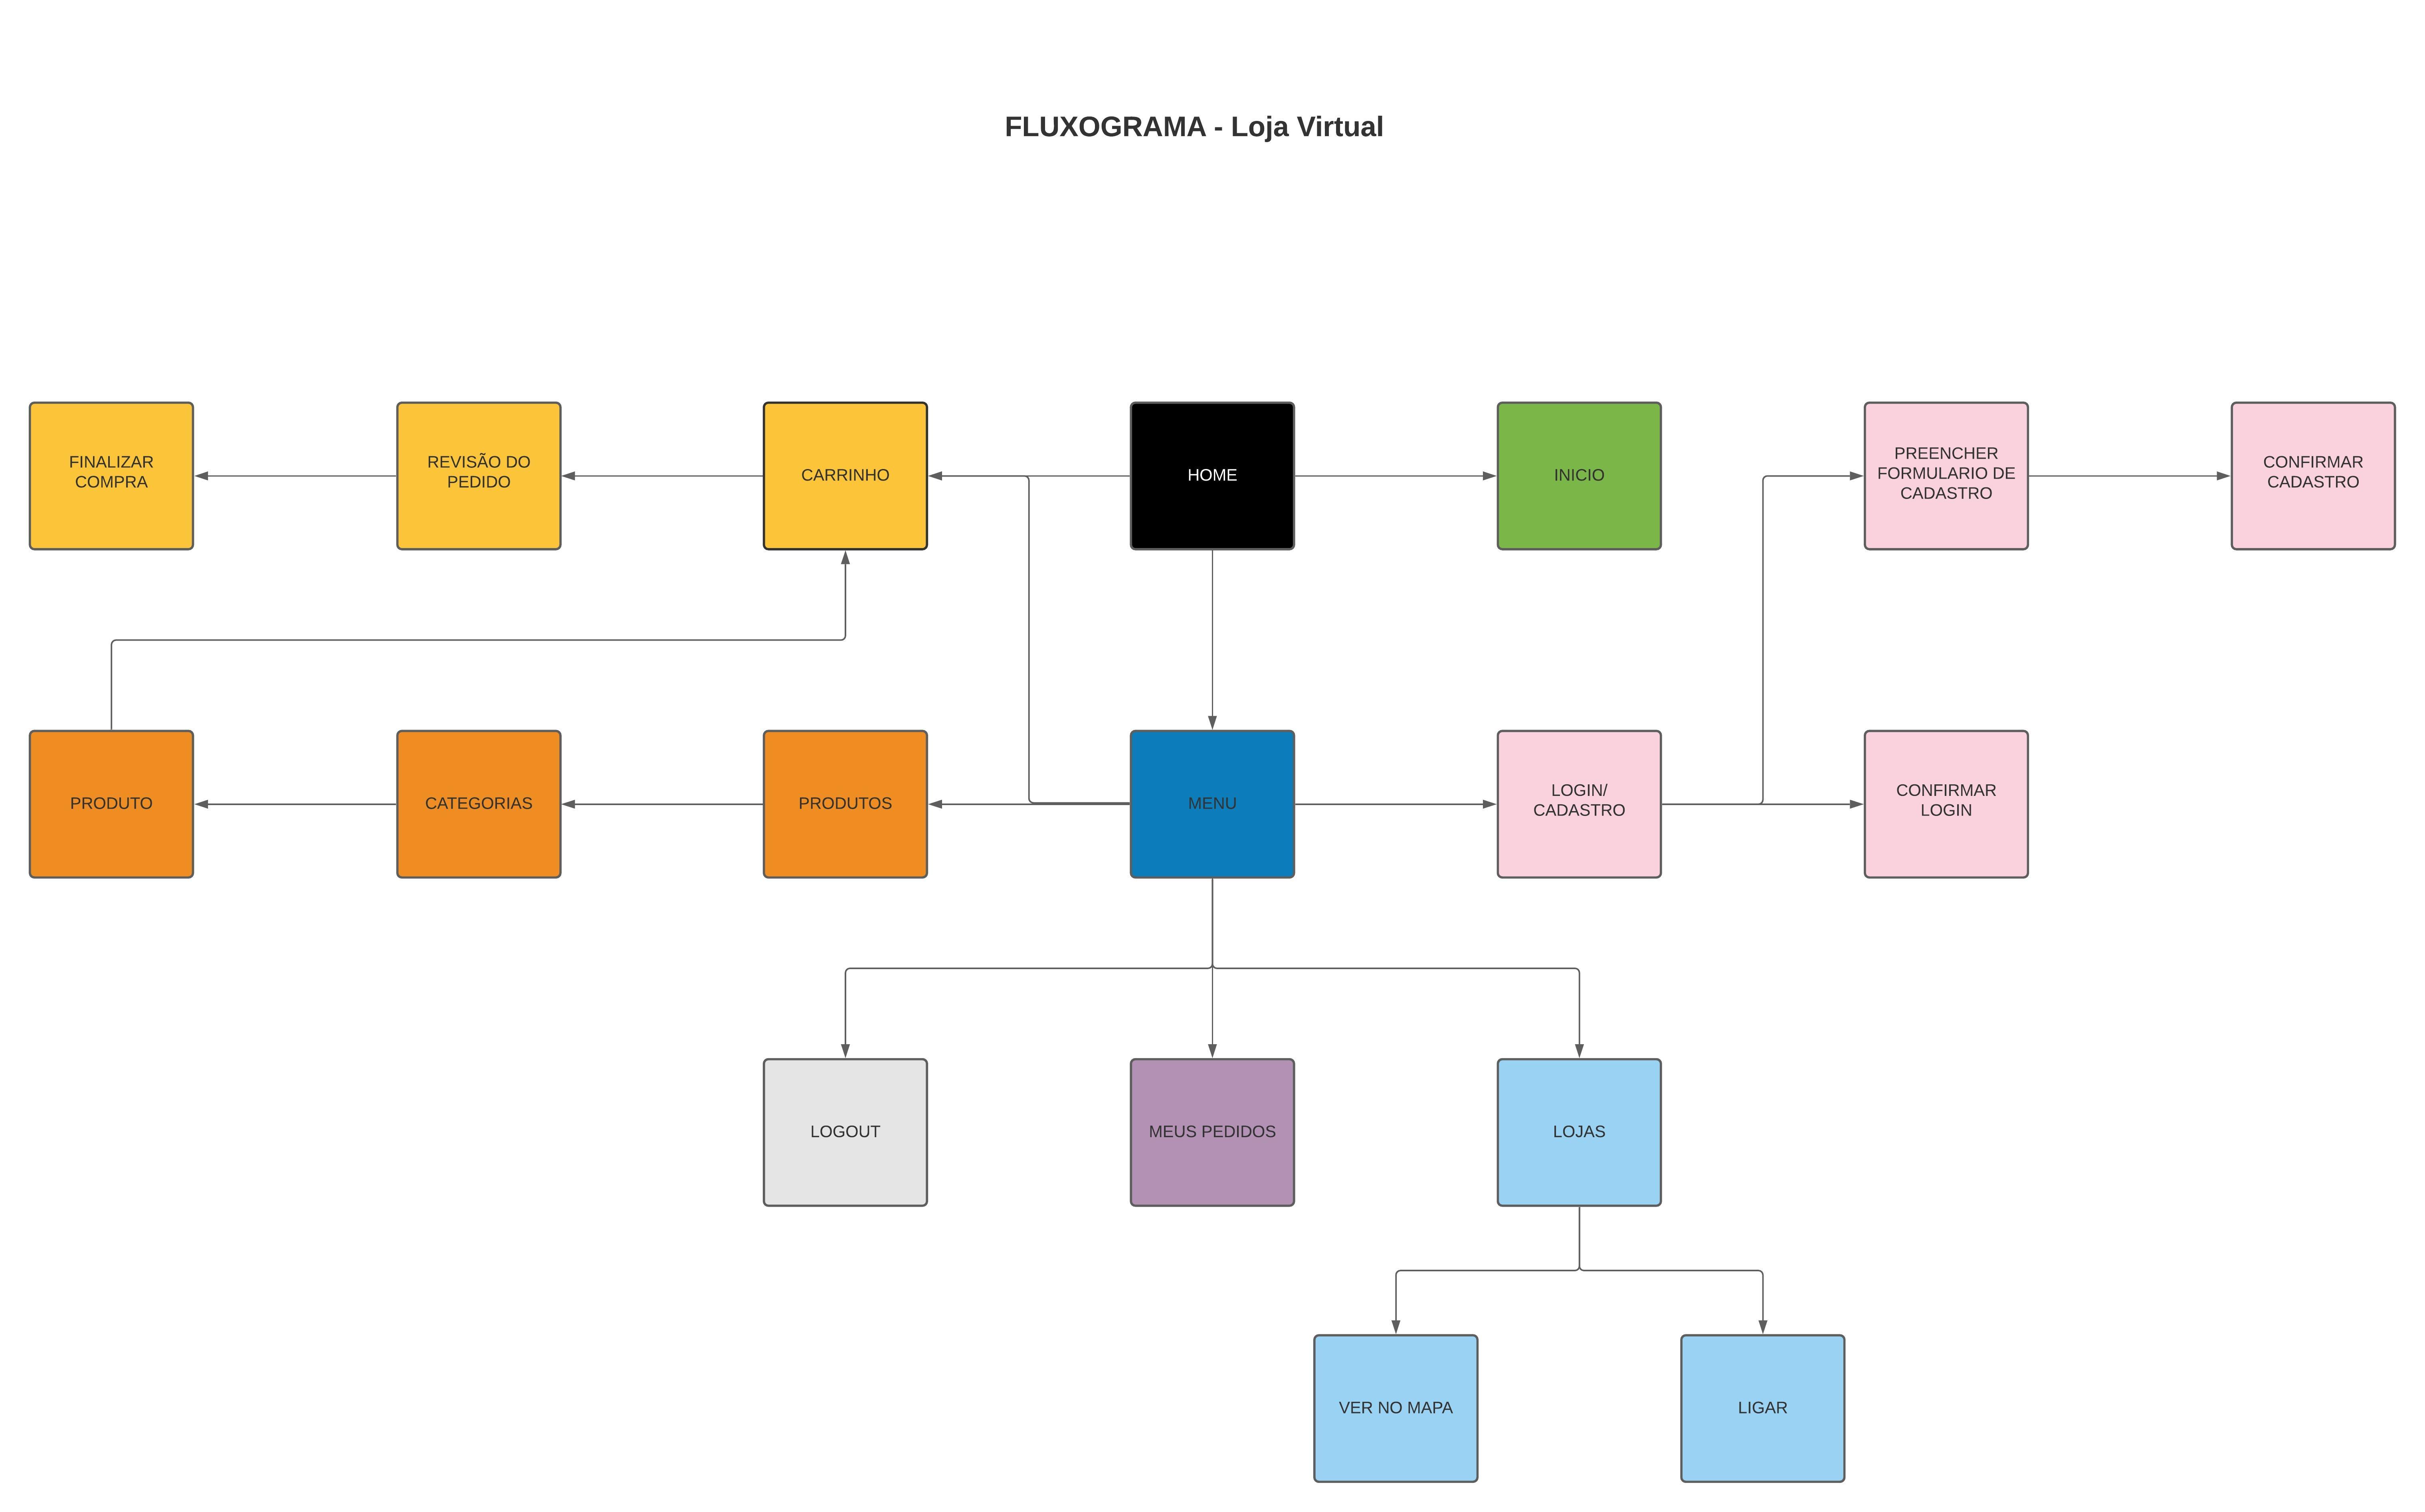 FLUXOGRAMA - Loja Virtual
FINALIZAR
COMPRA
REVISÃO DO
PEDIDO
CARRINHO
HOME
INICIO
PREENCHER
FORMULARIO DE
CADASTRO
CONFIRMAR
CADASTRO
PRODUTO
CATEGORIAS
PRODUTOS
MENU
LOGIN/
CADASTRO
CONFIRMAR
LOGIN
LOGOUT
MEUS PEDIDOS
LOJAS
VER NO MAPA
LIGAR